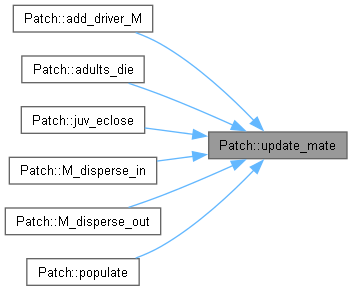 Patch::add_driver_M
Patch::adults_die
Patch::juv_eclose
Patch::update_mate
Patch::M_disperse_in
Patch::M_disperse_out
Patch::populate